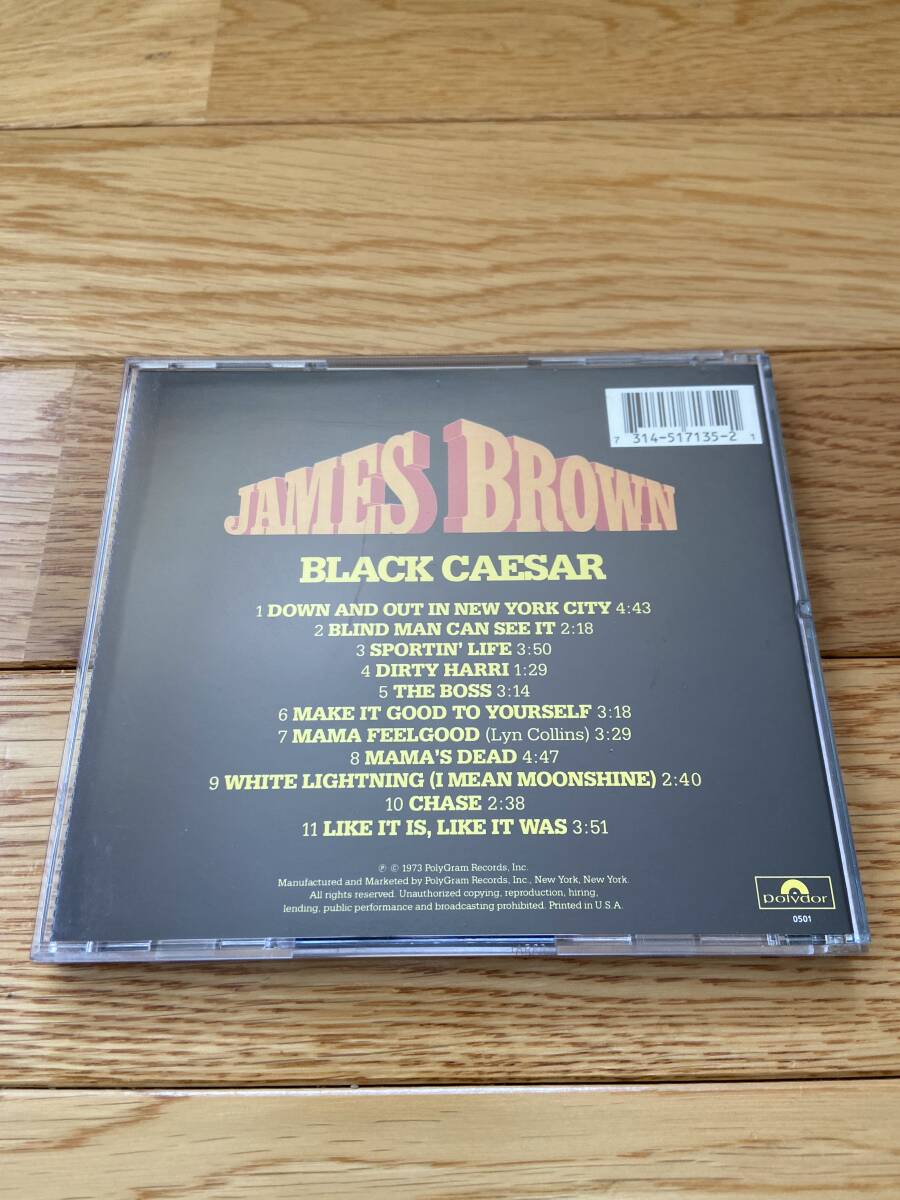 7 314-517135-2 1
JAMES BROWN
BLACK CAESAR
1 DOWN AND OUT IN NEW YORK CITY 4:43
2 BLIND MAN CAN SEE IT 2:18
3 SPORTIN' LIFE 3:50
4 DIRTY HARRI 1:29
5 THE BOSS 3:14
6 MAKE IT GOOD TO YOURSELF 3:18
7 MAMA FEELGOOD (Lyn Collins) 3:29
8 MAMA'S DEAD 4:47
9 WHITE LIGHTNING (I MEAN MOONSHINE) 2:40
10 CHASE 2:38
11 LIKE IT IS, LIKE IT WAS 3:51
℗ © 1973 PolyGram Records, Inc.
Manufactured and Marketed by PolyGram Records, Inc., New York, New York.
All rights reserved. Unauthorized copying, reproduction, hiring,
lending, public performance and broadcasting prohibited. Printed in U.S.A.
polydor
0501